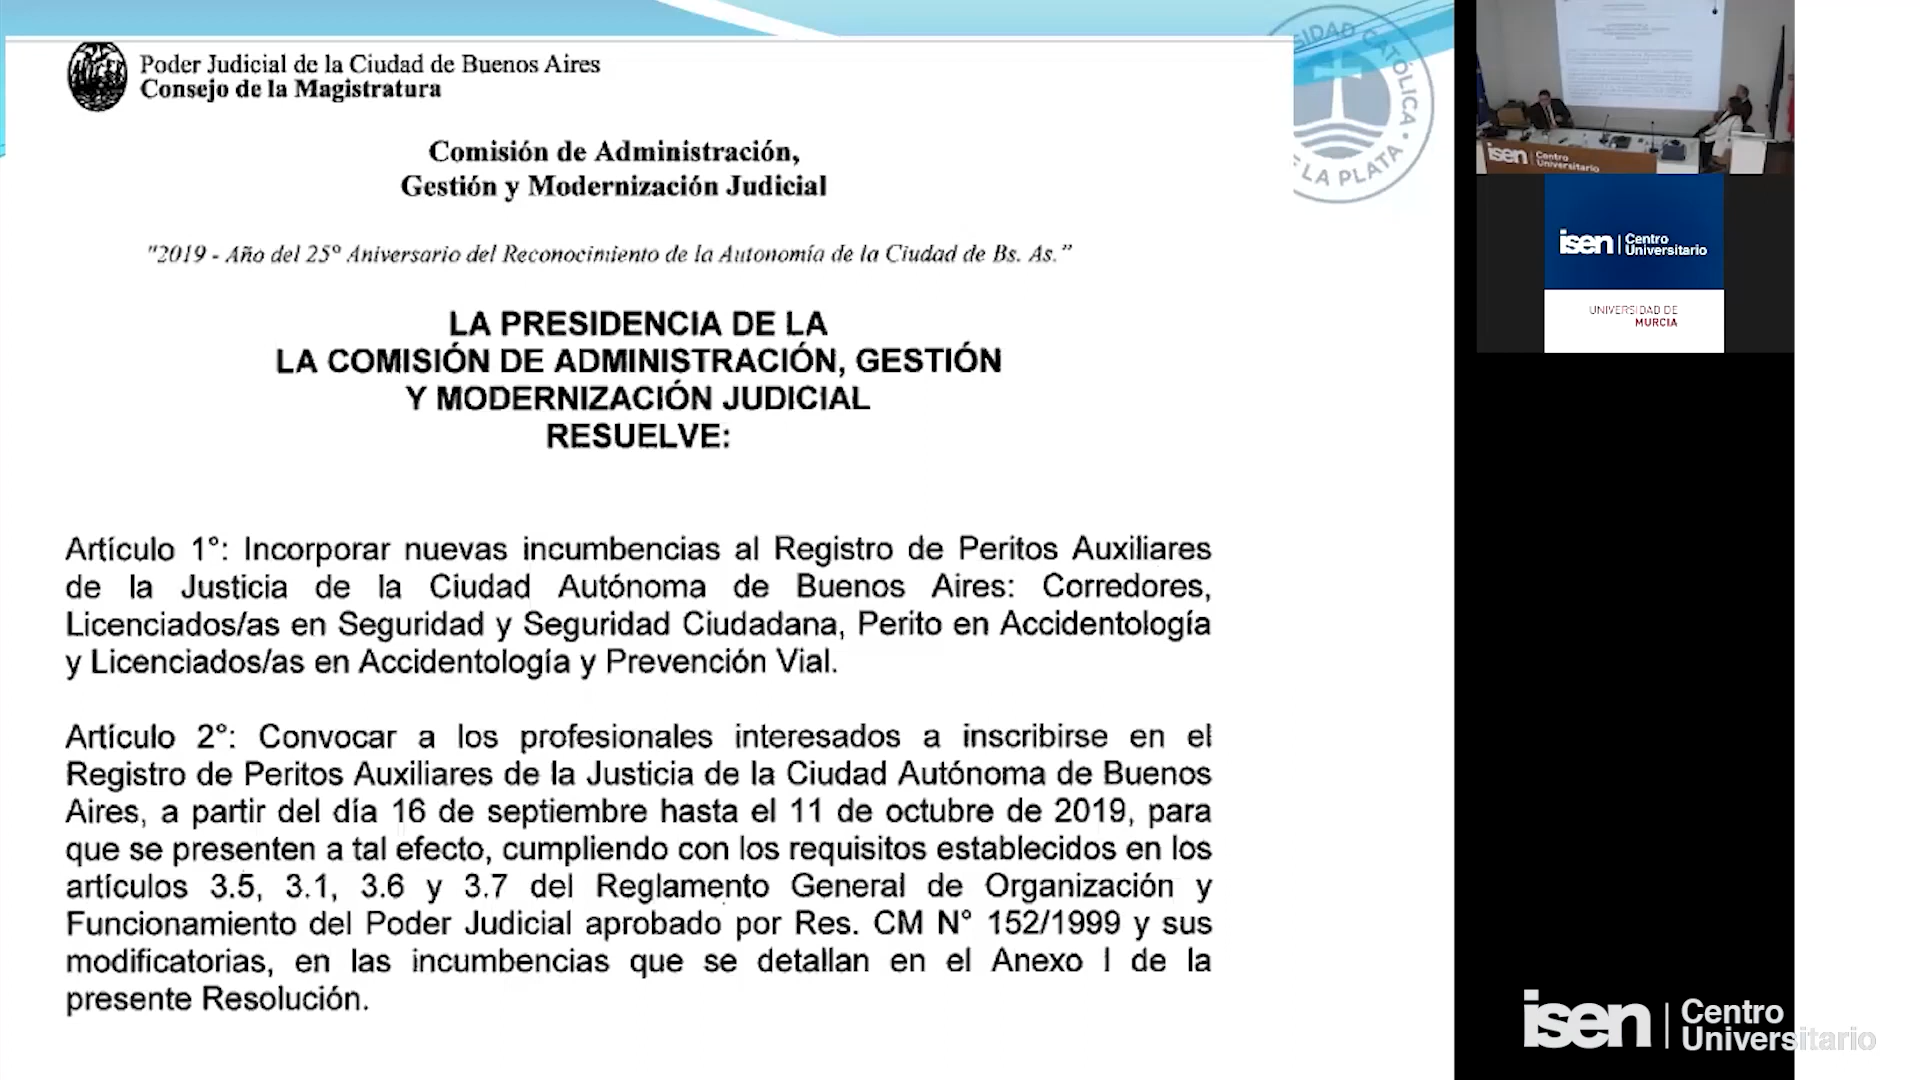 Poder Judicial de la Ciudad de Buenos Aires
Consejo de la Magistratura
Comisión de Administración,
Gestión y Modernización Judicial
"2019 - Año del 25º Aniversario del Reconocimiento de la Autonomía de la Ciudad de Bs. As."
LA PRESIDENCIA DE LA
LA COMISIÓN DE ADMINISTRACIÓN, GESTIÓN
Y MODERNIZACIÓN JUDICIAL
RESUELVE:
Artículo 1°: Incorporar nuevas incumbencias al Registro de Peritos Auxiliares
de la Justicia de la Ciudad Autónoma de Buenos Aires: Corredores,
Licenciados/as en Seguridad y Seguridad Ciudadana, Perito en Accidentología
y Licenciados/as en Accidentología y Prevención Vial.
Artículo 2°: Convocar a los profesionales interesados a inscribirse en el
Registro de Peritos Auxiliares de la Justicia de la Ciudad Autónoma de Buenos
Aires, a partir del día 16 de septiembre hasta el 11 de octubre de 2019, para
que se presenten a tal efecto, cumpliendo con los requisitos establecidos en los
artículos 3.5, 3.1, 3.6 y 3.7 del Reglamento General de Organización y
Funcionamiento del Poder Judicial aprobado por Res. CM N° 152/1999 y sus
modificatorias, en las incumbencias que se detallan en el Anexo I de la
presente Resolución.
SIDAD CATÓLICA •
E LA PLATA •
isen | Centro
Universitario
isen | Centro
Universitario
UNIVERSIDAD DE
MURCIA
isen | Centro
Universitario